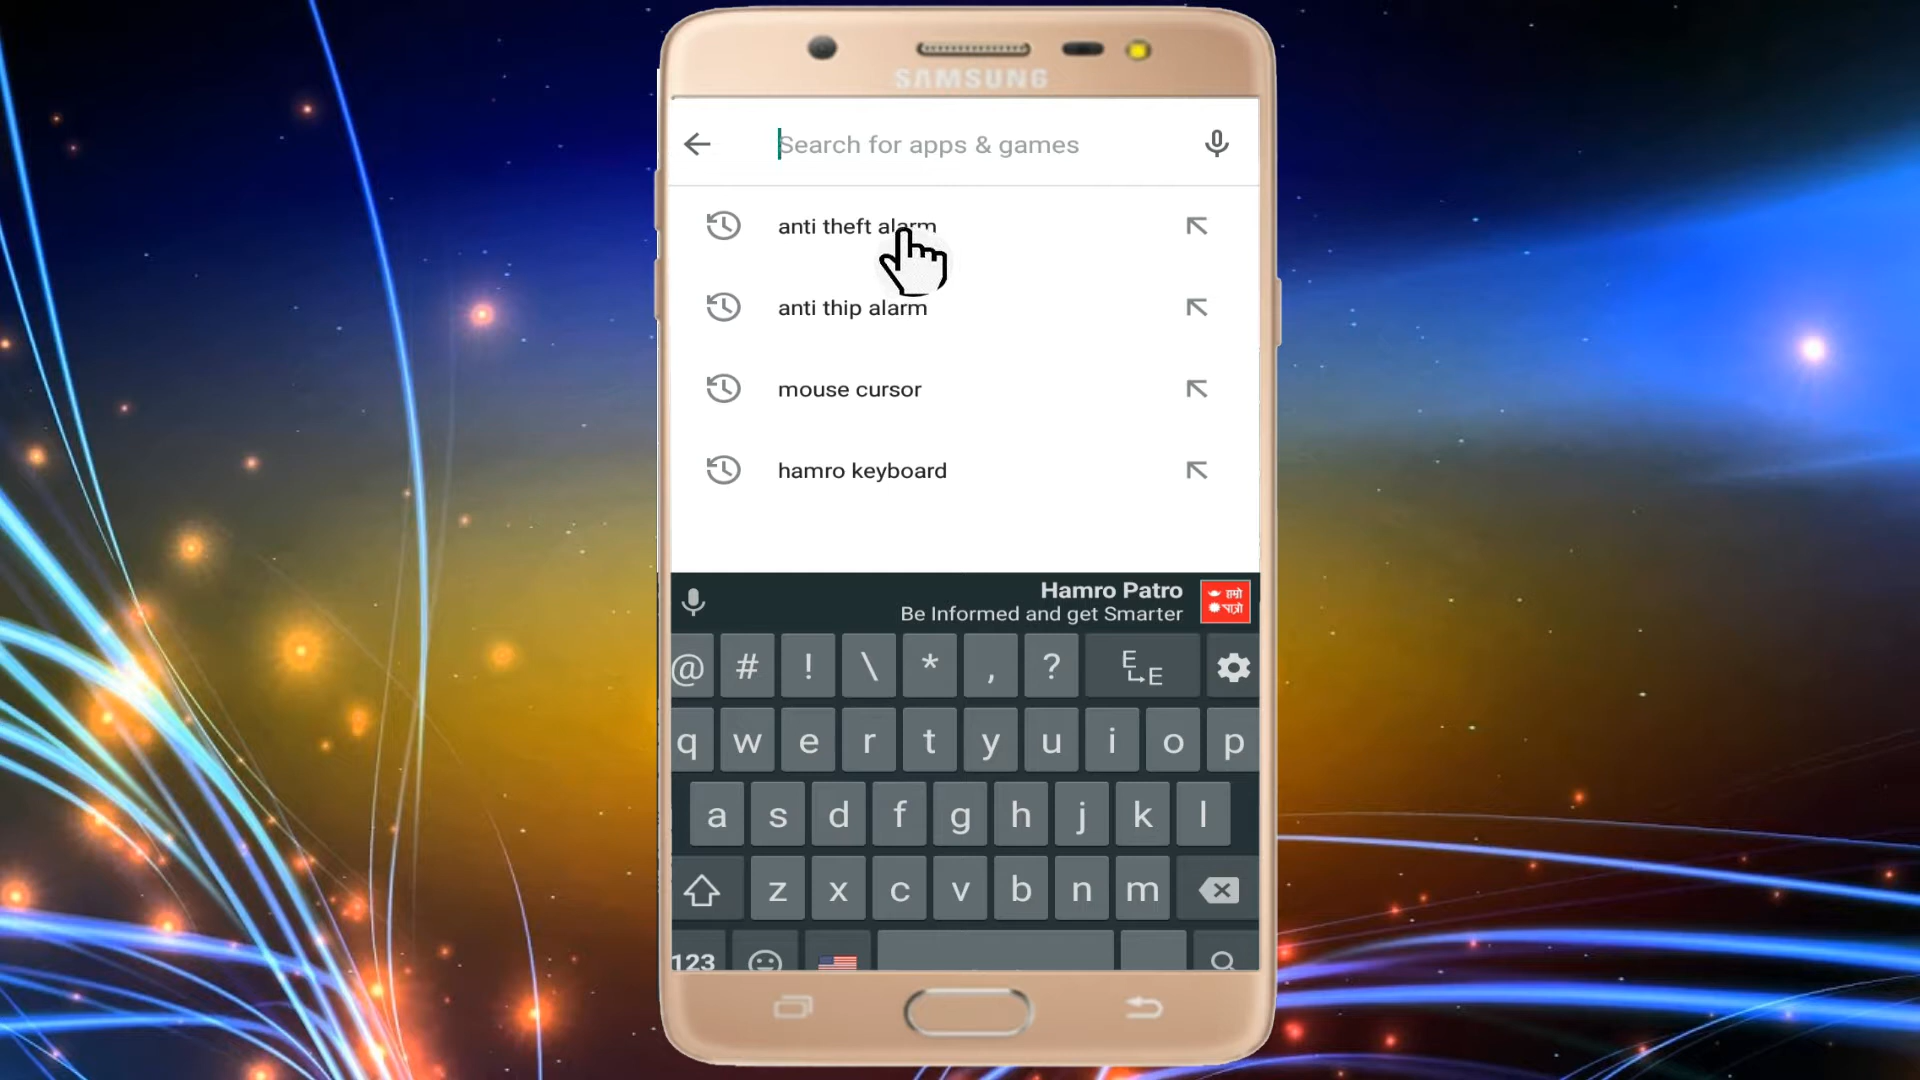 SAMSUNG
Search for apps & games
anti theft alarm
anti thip alarm
mouse cursor
hamro keyboard
Hamro Patro
Be Informed and get Smarter
हाम्रो
पात्रो
@ # ! \ * , ? E E
q w e r t y u i o p
a s d f g h j k l
z x c v b n m
123